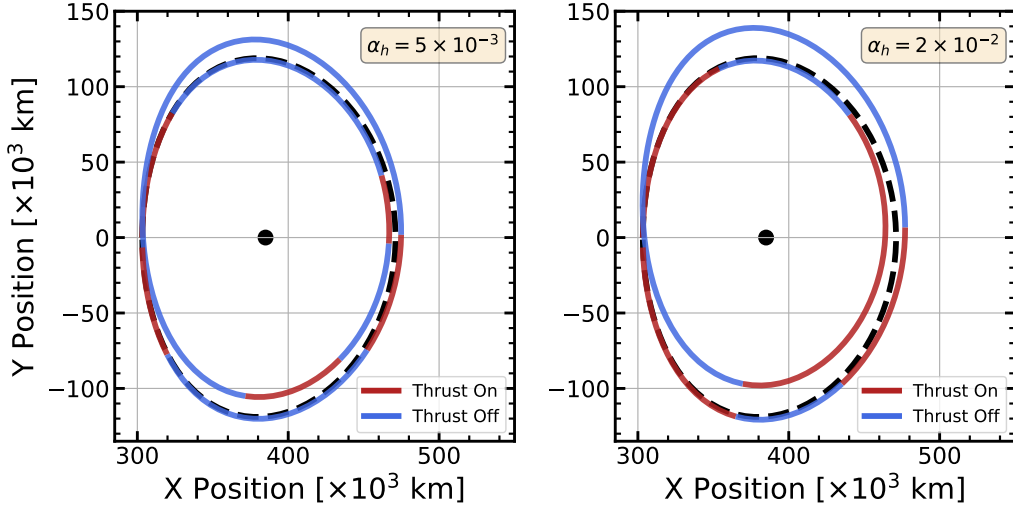 α_h = 5 × 10⁻³
α_h = 2 × 10⁻²
150
100
50
0
−50
−100
Y Position [×10³ km]
Thrust On
Thrust Off
300
400
500
X Position [×10³ km]
150
100
50
0
−50
−100
Thrust On
Thrust Off
300
400
500
X Position [×10³ km]